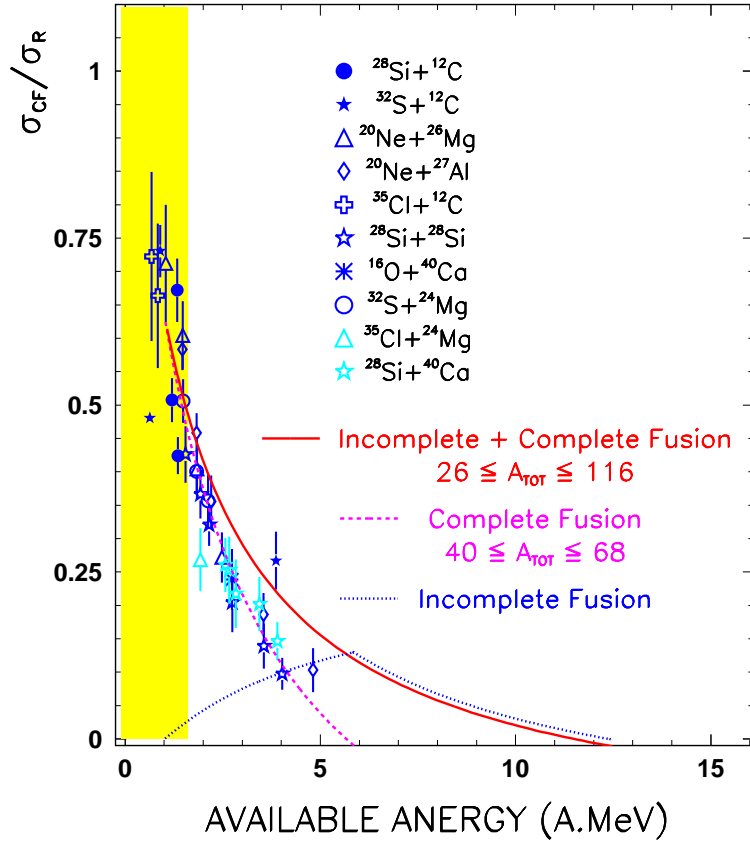 σCF/σR
1
0.75
0.5
0.25
0
²⁸Si+¹²C
³²S+¹²C
²⁰Ne+²⁶Mg
²⁰Ne+²⁷Al
³⁵Cl+¹²C
²⁸Si+²⁸Si
¹⁶O+⁴⁰Ca
³²S+²⁴Mg
³⁵Cl+²⁴Mg
²⁸Si+⁴⁰Ca
Incomplete + Complete Fusion
26 ≦ ATOT ≦ 116
Complete Fusion
40 ≦ ATOT ≦ 68
Incomplete Fusion
0 5 10 15
AVAILABLE ANERGY (A.MeV)